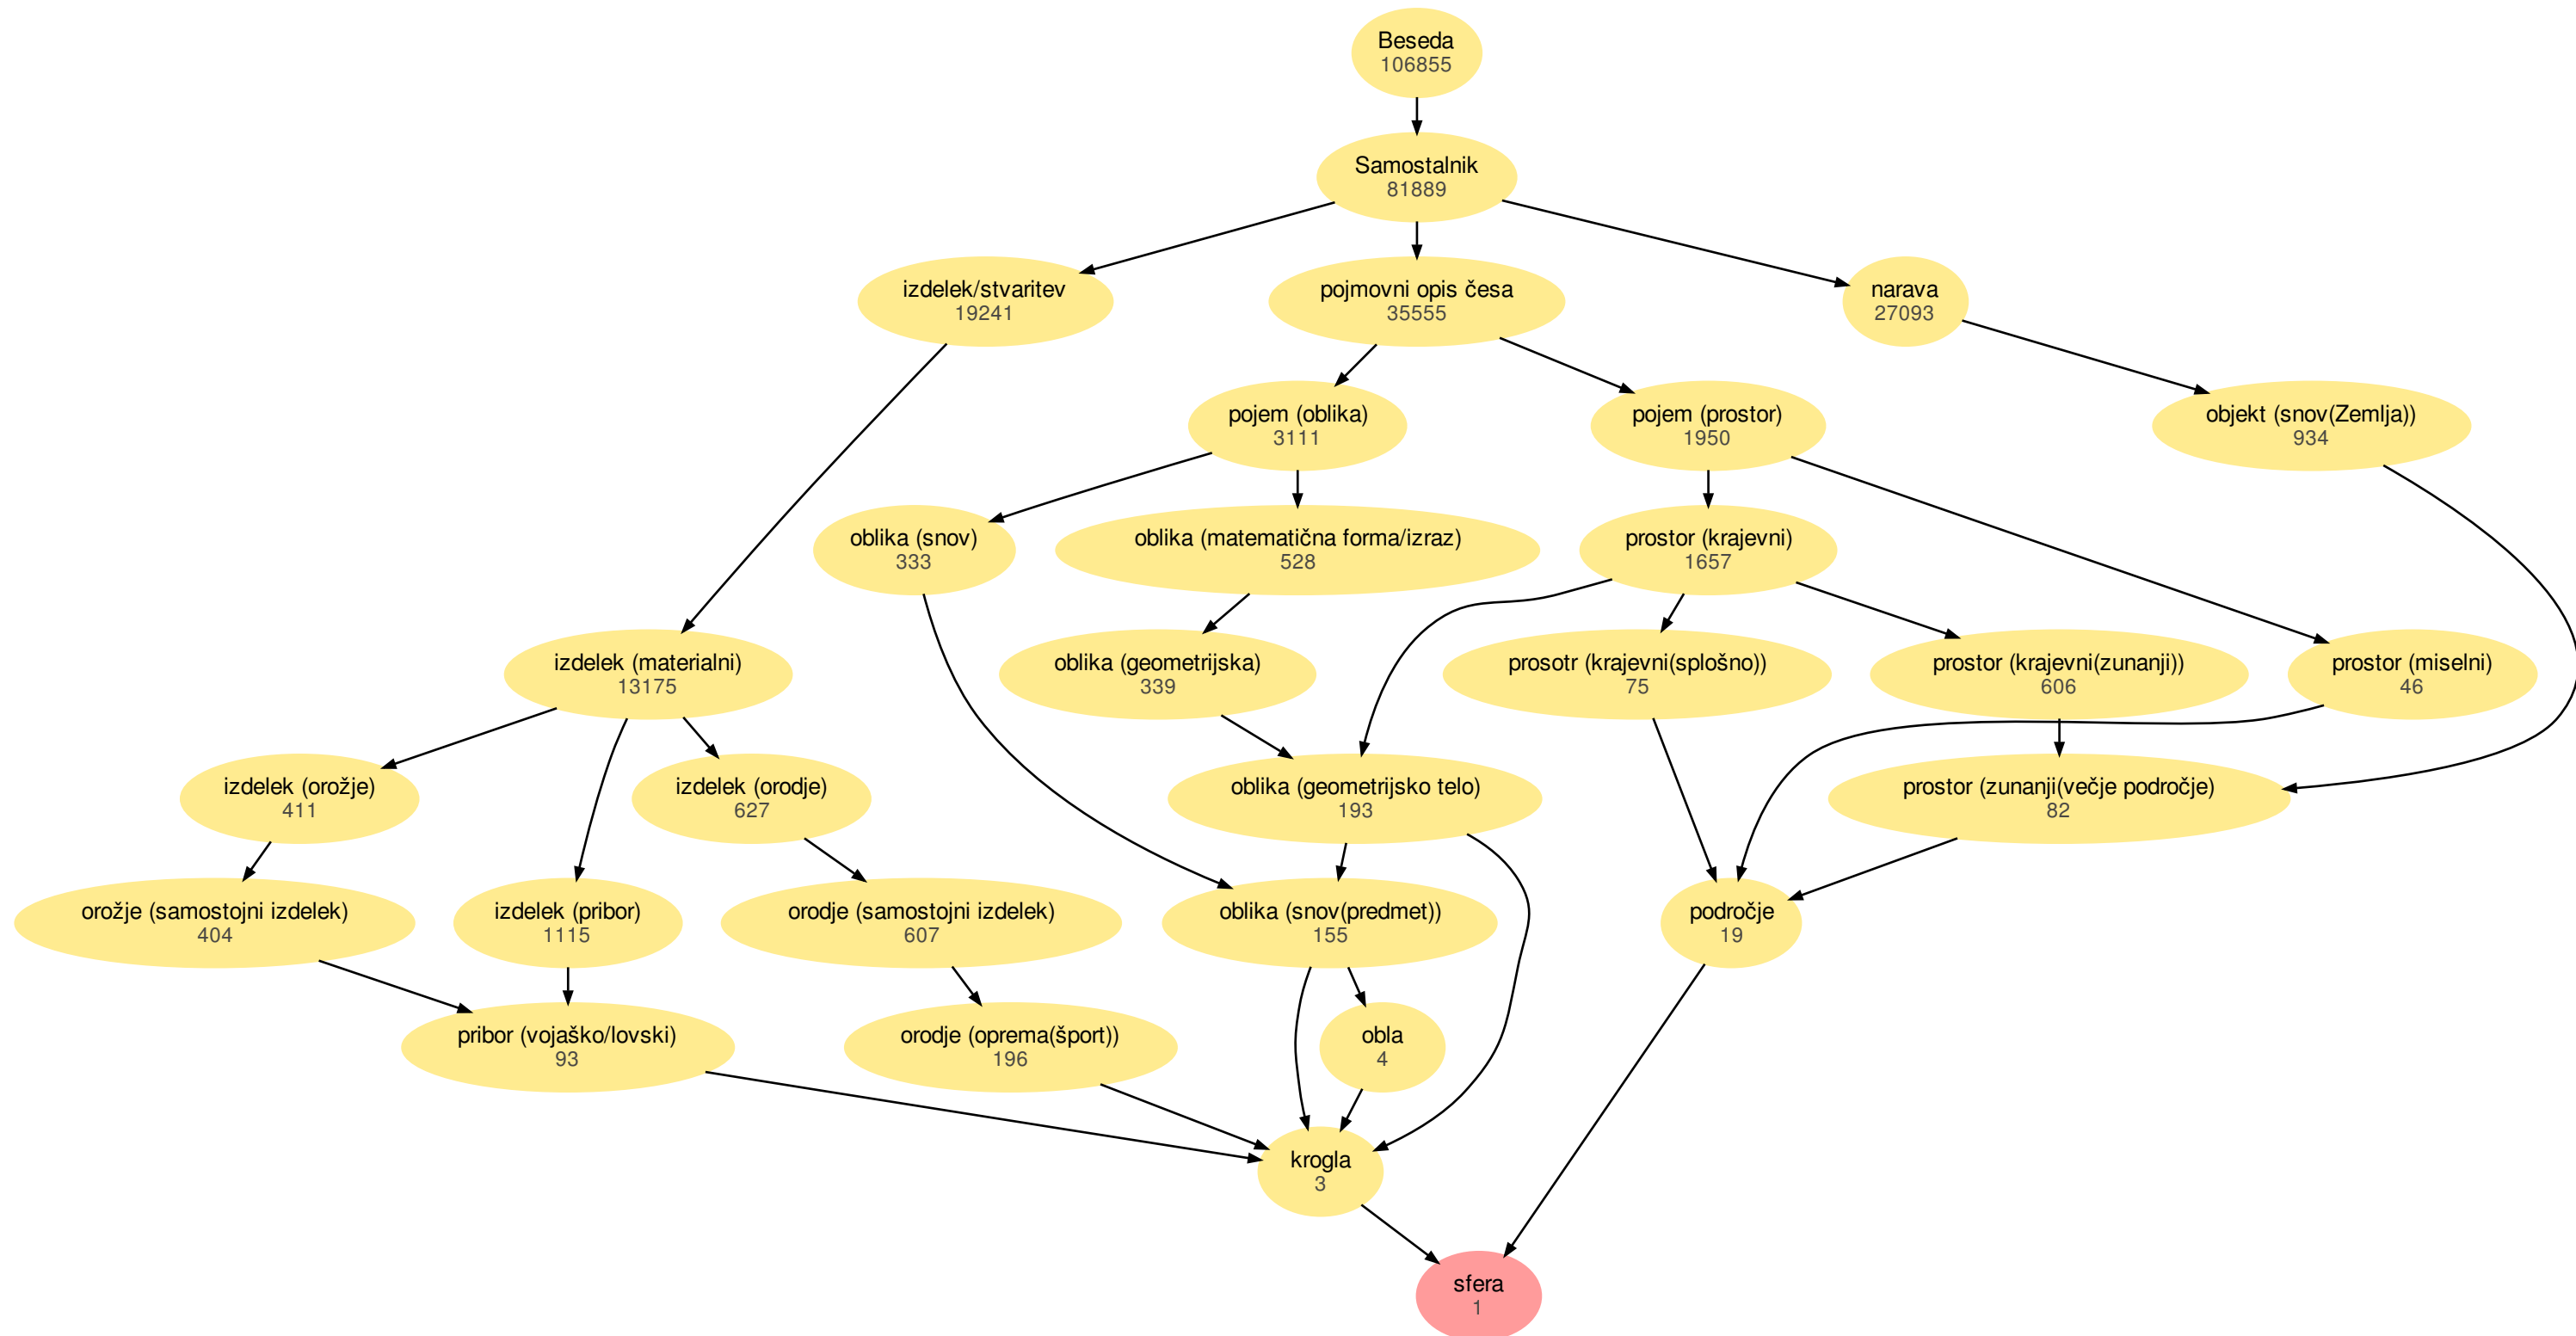 Beseda
106855
Samostalnik
81889
izdelek/stvaritev
19241
pojmovni opis česa
35555
narava
27093
pojem (oblika)
3111
pojem (prostor)
1950
objekt (snov(Zemlja))
934
oblika (snov)
333
oblika (matematična forma/izraz)
528
prostor (krajevni)
1657
izdelek (materialni)
13175
oblika (geometrijska)
339
prosotr (krajevni(splošno))
75
prostor (krajevni(zunanji))
606
prostor (miselni)
46
izdelek (orožje)
411
izdelek (orodje)
627
oblika (geometrijsko telo)
193
prostor (zunanji(večje področje)
82
orožje (samostojni izdelek)
404
izdelek (pribor)
1115
orodje (samostojni izdelek)
607
oblika (snov(predmet))
155
področje
19
pribor (vojaško/lovski)
93
orodje (oprema(šport))
196
obla
4
krogla
3
sfera
1